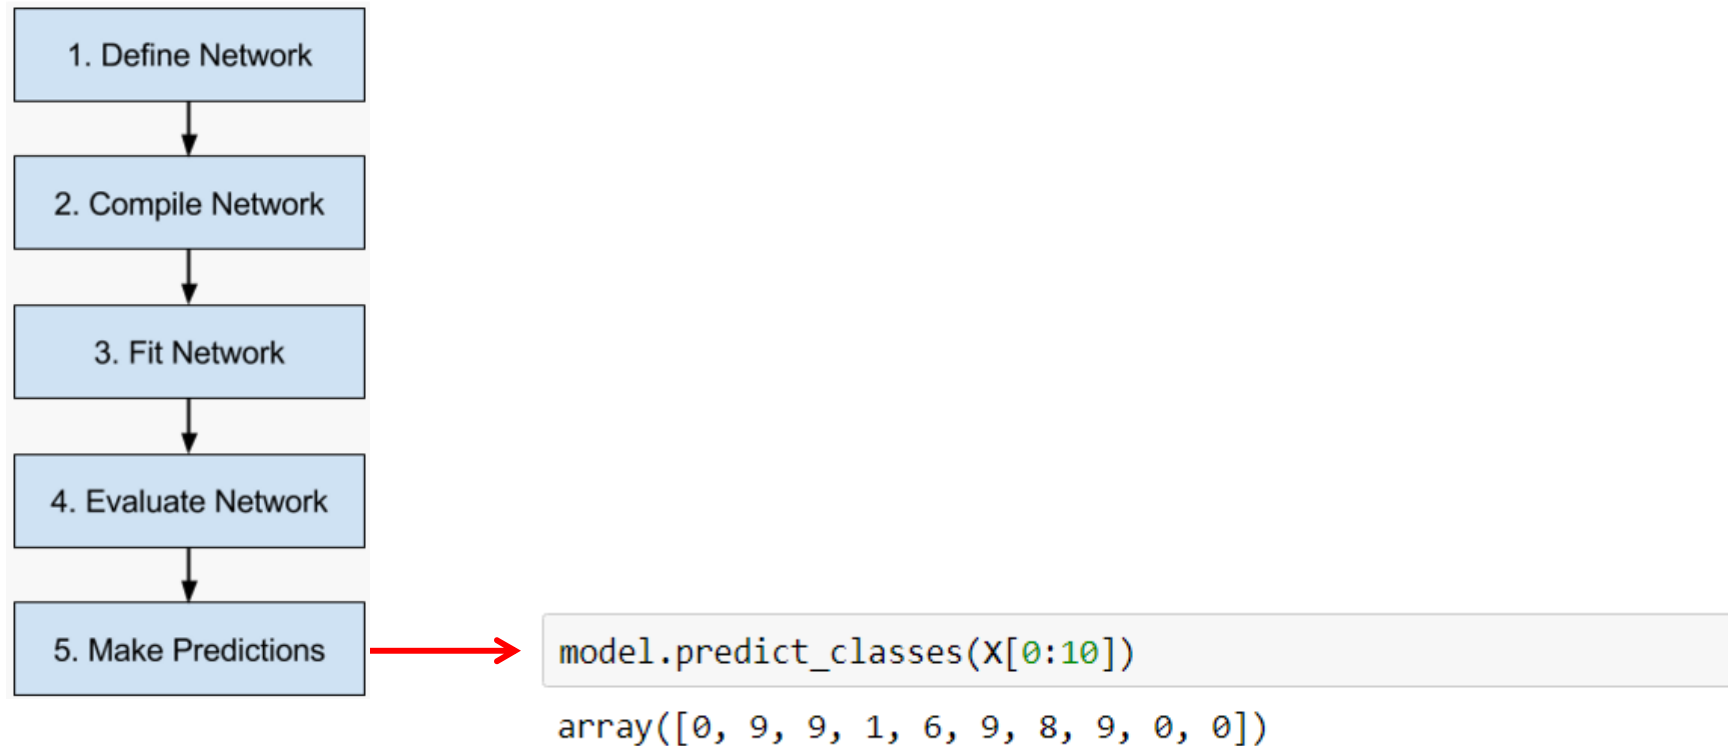 1. Define Network
2. Compile Network
3. Fit Network
4. Evaluate Network
5. Make Predictions
model.predict_classes(X[0:10])
array([0, 9, 9, 1, 6, 9, 8, 9, 0, 0])